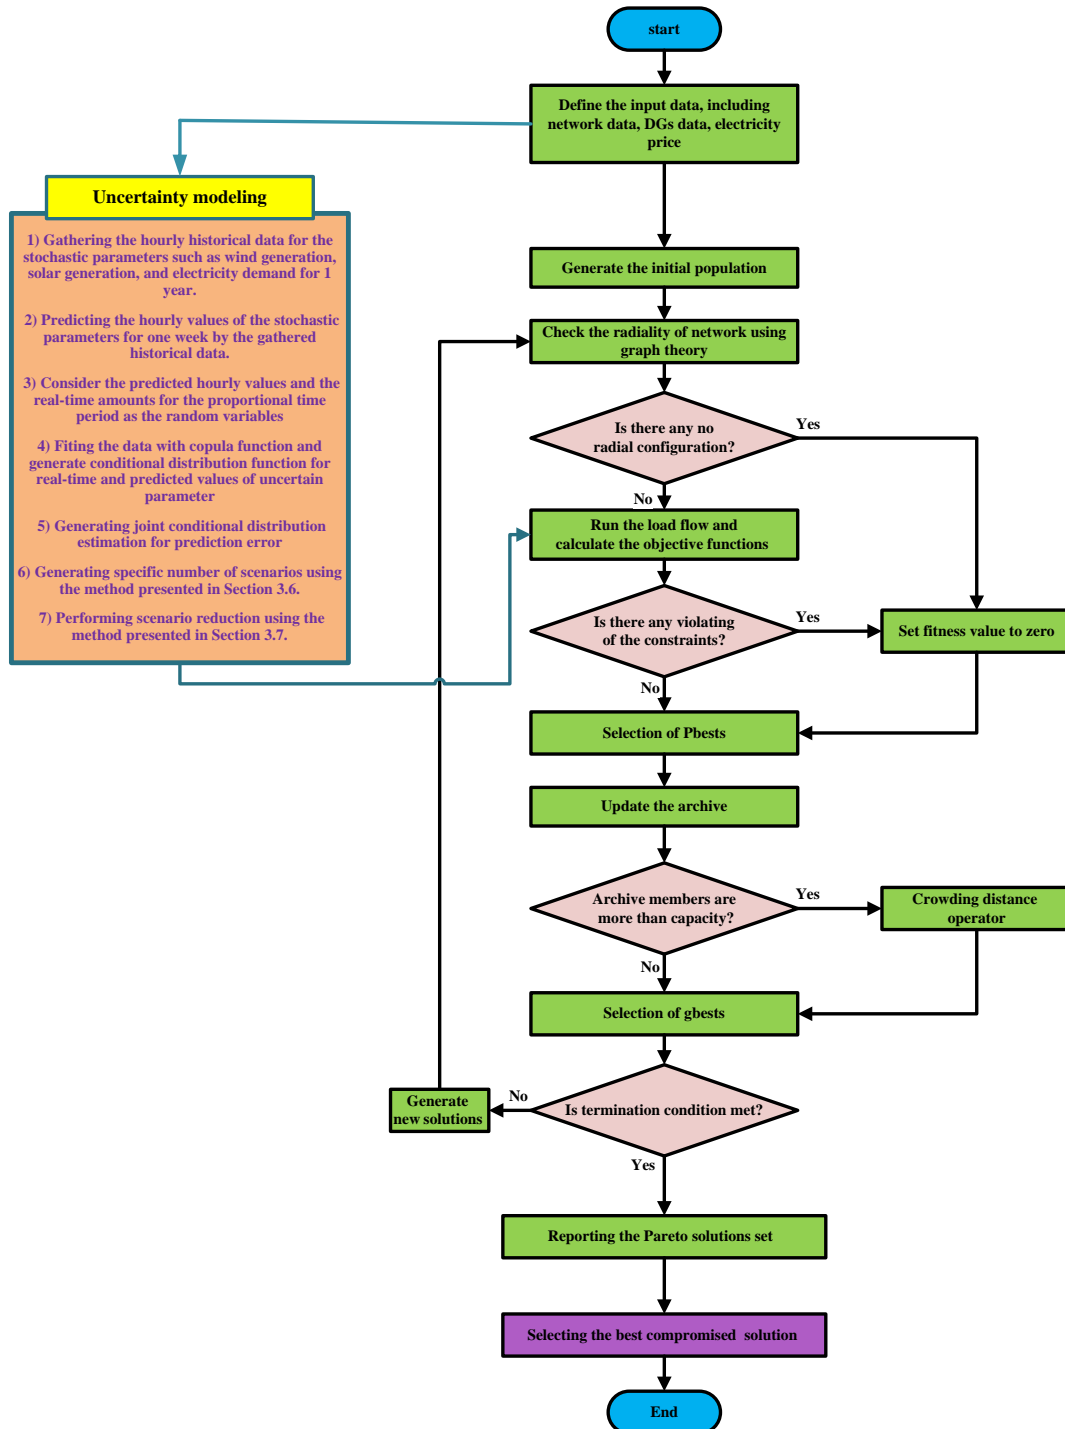 start
Define the input data, including
network data, DGs data, electricity
price
Uncertainty modeling
1) Gathering the hourly historical data for the
stochastic parameters such as wind generation,
solar generation, and electricity demand for 1
year.
2) Predicting the hourly values of the stochastic
parameters for one week by the gathered
historical data.
3) Consider the predicted hourly values and the
real-time amounts for the proportional time
period as the random variables
4) Fiting the data with copula function and
generate conditional distribution function for
real-time and predicted values of uncertain
parameter
5) Generating joint conditional distribution
estimation for prediction error
6) Generating specific number of scenarios using
the method presented in Section 3.6.
7) Performing scenario reduction using the
method presented in Section 3.7.
Generate the initial population
Check the radiality of network using
graph theory
Is there any no
radial configuration?
Yes
No
Run the load flow and
calculate the objective functions
Is there any violating
of the constraints?
Yes
Set fitness value to zero
No
Selection of Pbests
Update the archive
Archive members are
more than capacity?
Yes
Crowding distance
operator
No
Selection of gbests
Is termination condition met?
No
Generate
new solutions
Yes
Reporting the Pareto solutions set
Selecting the best compromised solution
End